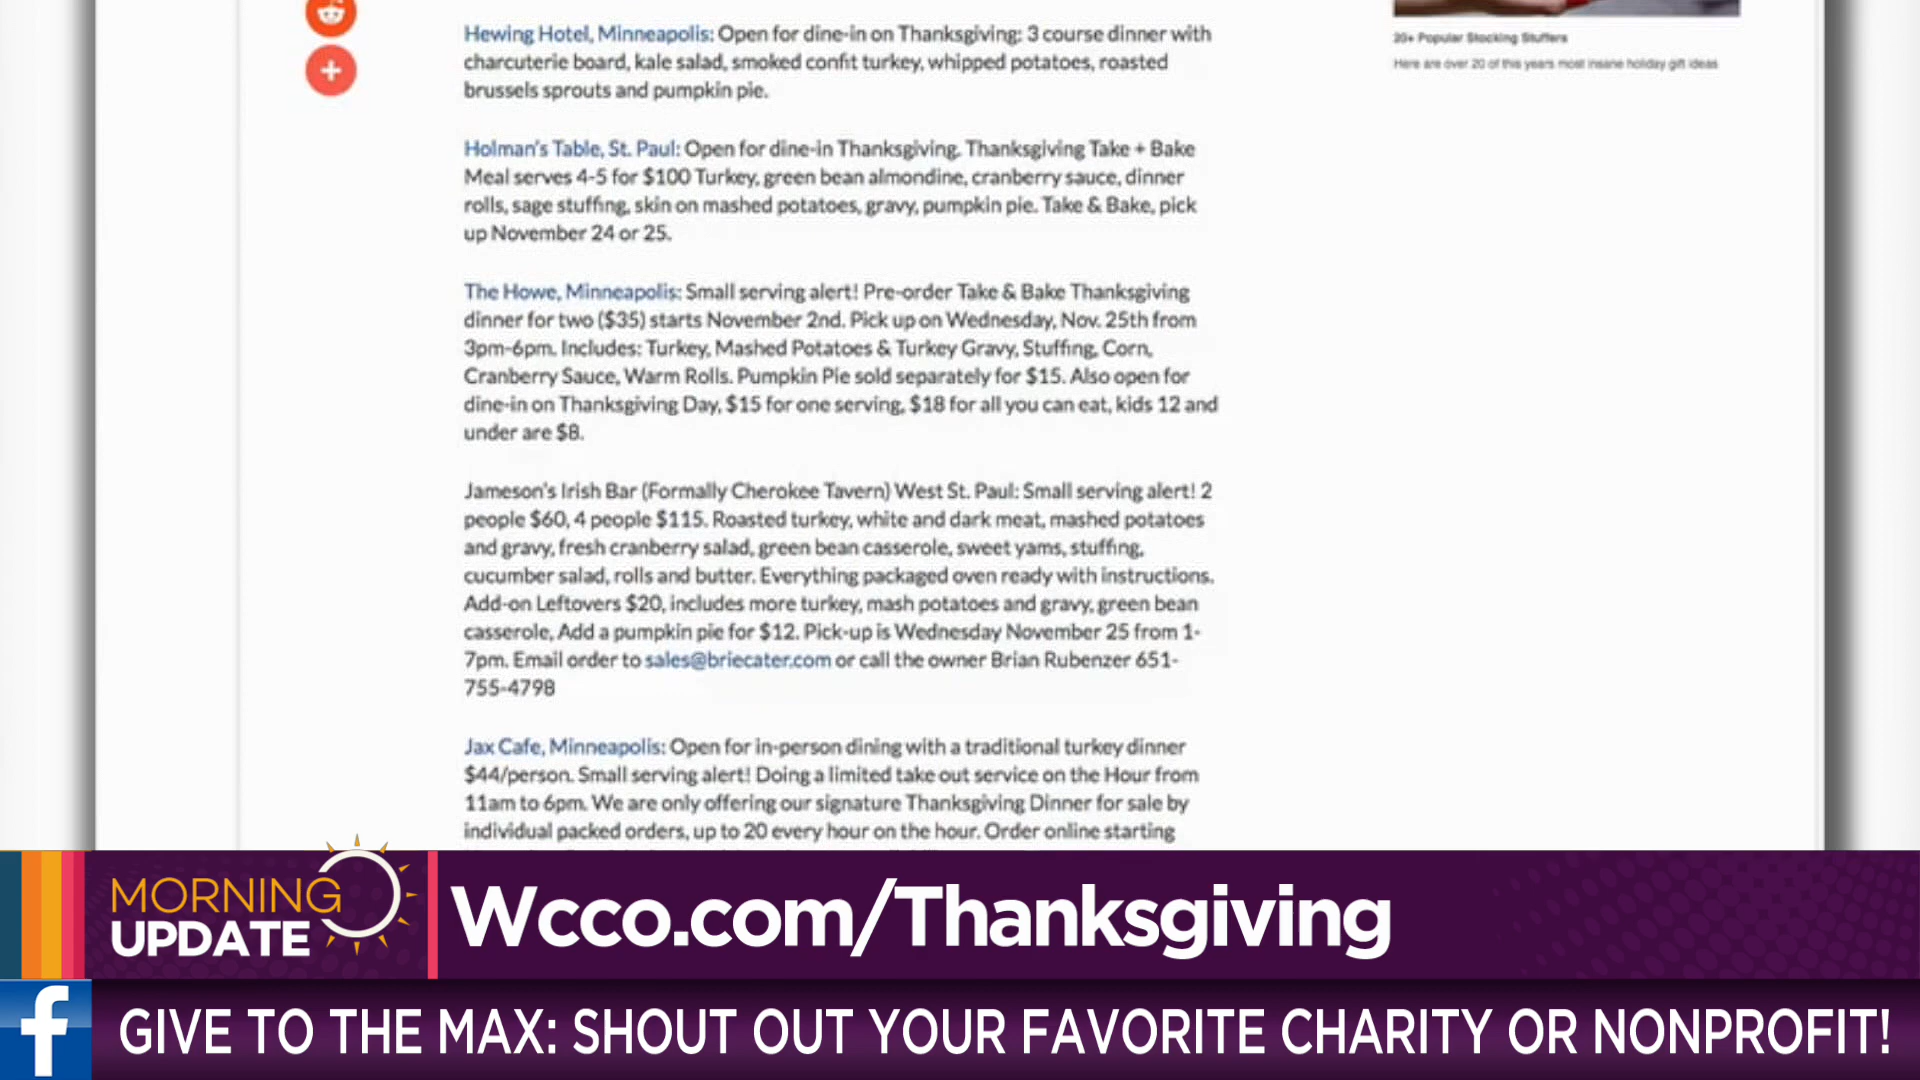 Hewing Hotel, Minneapolis: Open for dine-in on Thanksgiving: 3 course dinner with
charcuterie board, kale salad, smoked confit turkey, whipped potatoes, roasted
brussels sprouts and pumpkin pie.
20+ Popular Stocking Stuffers
Here are over 20 of this years most insane holiday gift ideas
Holman's Table, St. Paul: Open for dine-in Thanksgiving. Thanksgiving Take + Bake
Meal serves 4-5 for $100 Turkey, green bean almondine, cranberry sauce, dinner
rolls, sage stuffing, skin on mashed potatoes, gravy, pumpkin pie. Take & Bake, pick
up November 24 or 25.
The Howe, Minneapolis: Small serving alert! Pre-order Take & Bake Thanksgiving
dinner for two ($35) starts November 2nd. Pick up on Wednesday, Nov. 25th from
3pm-6pm. Includes: Turkey, Mashed Potatoes & Turkey Gravy, Stuffing, Corn,
Cranberry Sauce, Warm Rolls. Pumpkin Pie sold separately for $15. Also open for
dine-in on Thanksgiving Day, $15 for one serving, $18 for all you can eat, kids 12 and
under are $8.
Jameson's Irish Bar (Formally Cherokee Tavern) West St. Paul: Small serving alert! 2
people $60, 4 people $115. Roasted turkey, white and dark meat, mashed potatoes
and gravy, fresh cranberry salad, green bean casserole, sweet yams, stuffing,
cucumber salad, rolls and butter. Everything packaged oven ready with instructions.
Add-on Leftovers $20, includes more turkey, mash potatoes and gravy, green bean
casserole, Add a pumpkin pie for $12. Pick-up is Wednesday November 25 from 1-
7pm. Email order to sales@briecater.com or call the owner Brian Rubenzer 651-
755-4798
Jax Cafe, Minneapolis: Open for in-person dining with a traditional turkey dinner
$44/person. Small serving alert! Doing a limited take out service on the Hour from
11am to 6pm. We are only offering our signature Thanksgiving Dinner for sale by
individual packed orders, up to 20 every hour on the hour. Order online starting
MORNING
UPDATE
Wcco.com/Thanksgiving
f
GIVE TO THE MAX: SHOUT OUT YOUR FAVORITE CHARITY OR NONPROFIT!